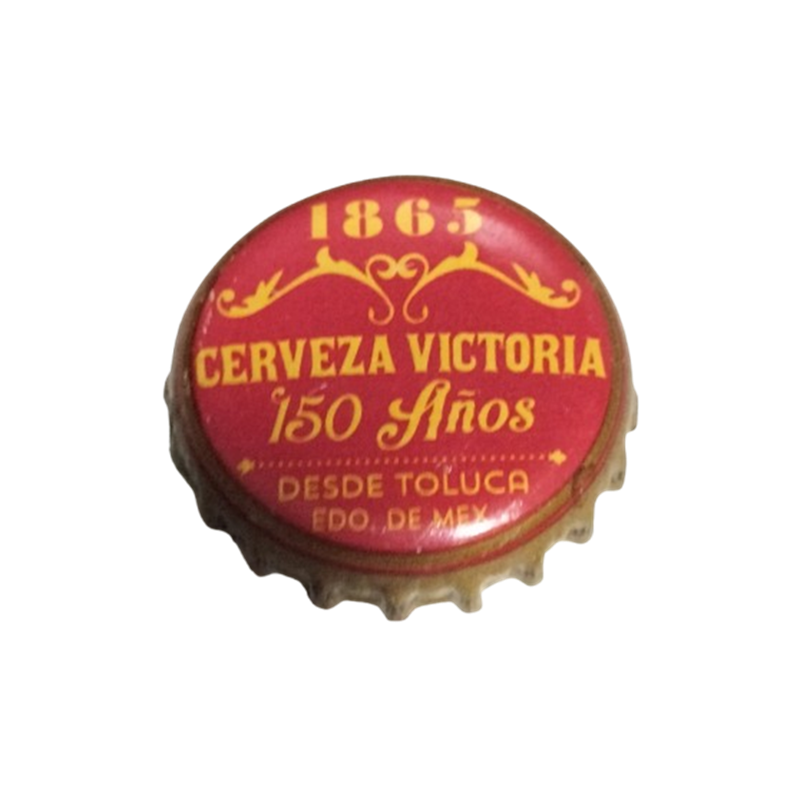 1865
CERVEZA VICTORIA
150 Años
DESDE TOLUCA
EDO. DE MEX